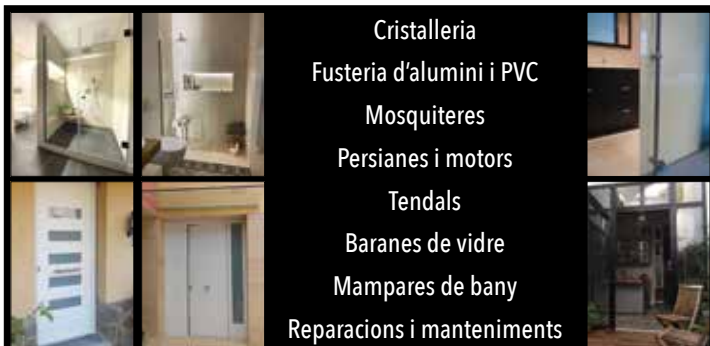 Cristalleria
Fusteria d'alumini i PVC
Mosquiteres
Persianes i motors
Tendals
Baranes de vidre
Mampares de bany
Reparacions i manteniments